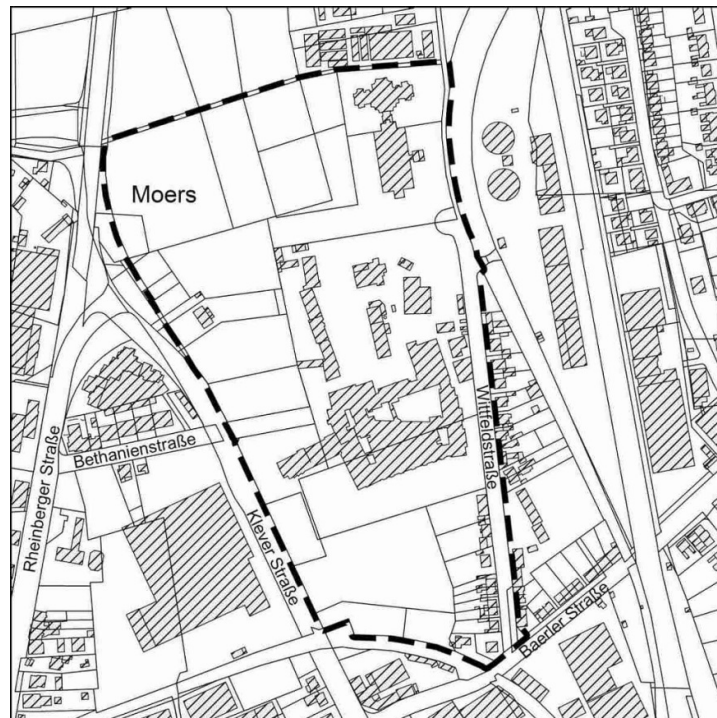 Moers
Wittfeldstraße
Bethanienstraße
Rheinberger Straße
Klever Straße
Baerler Straße